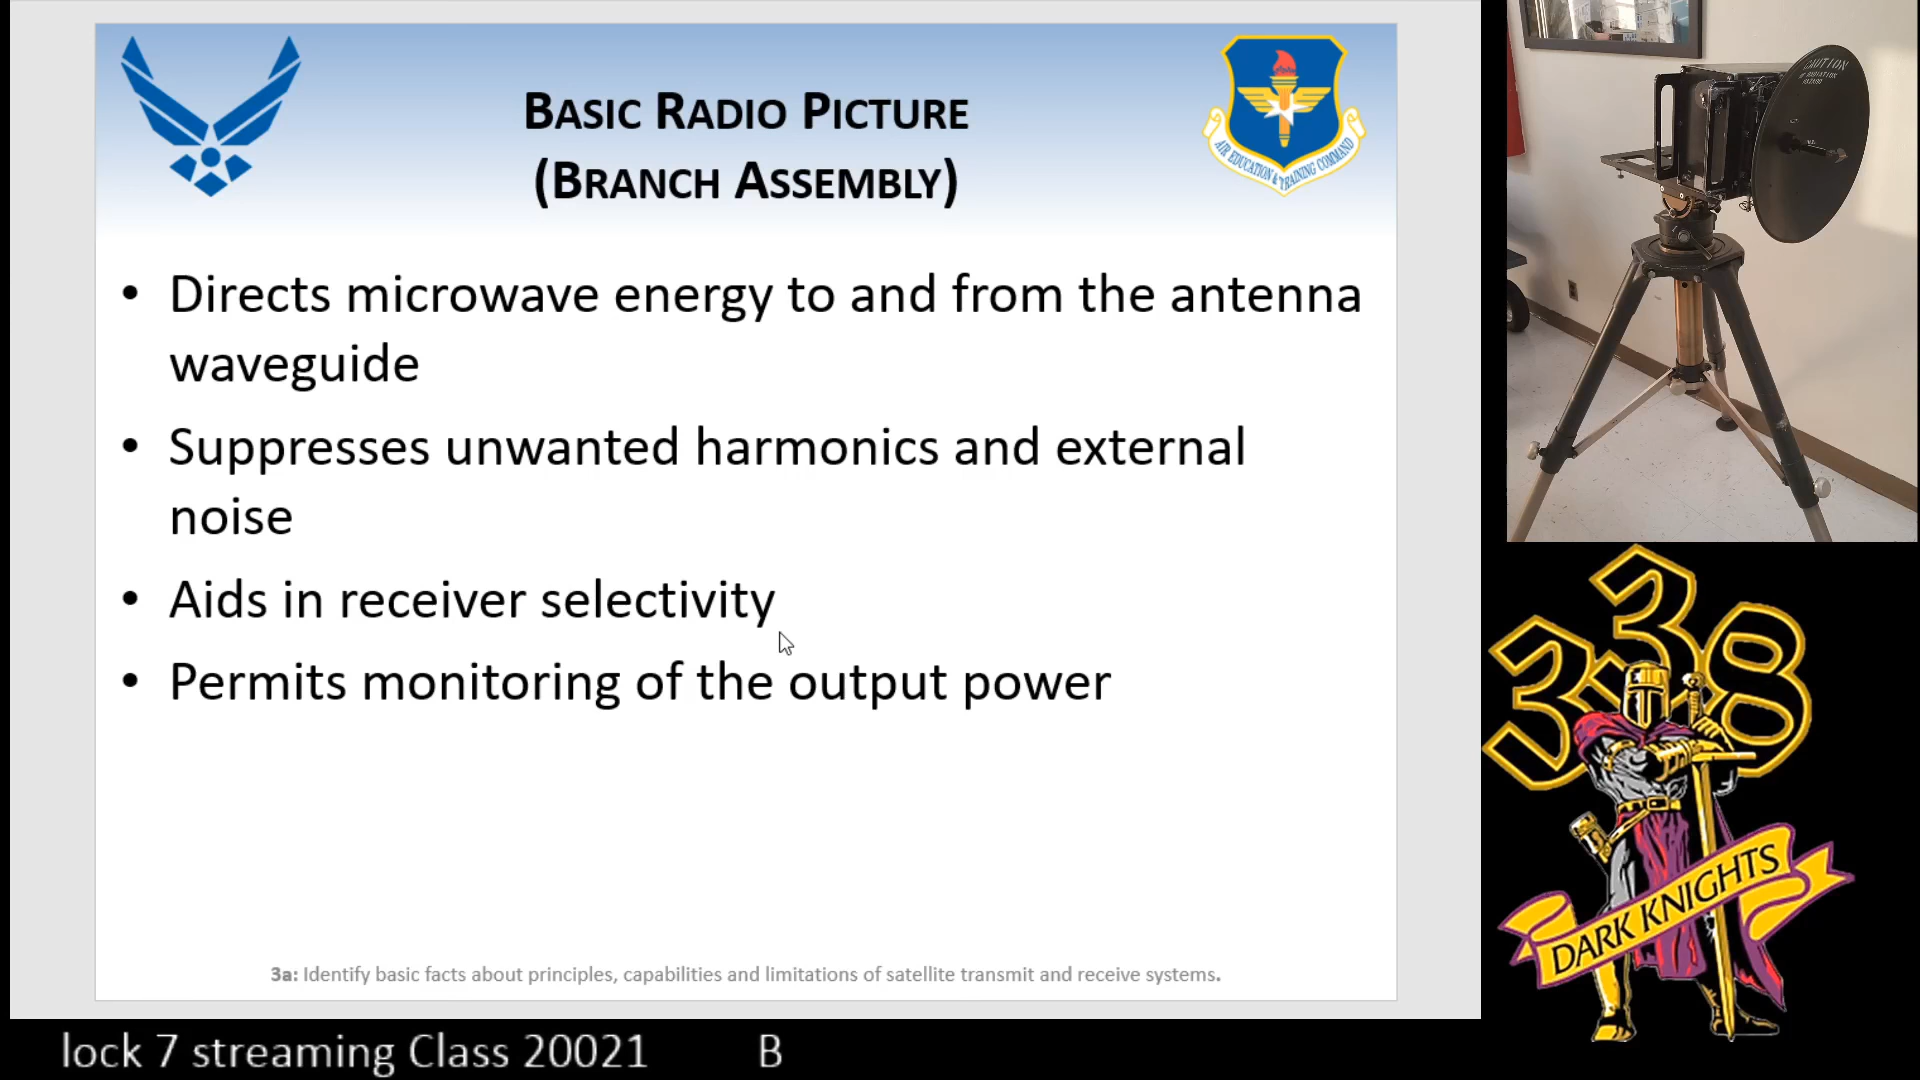 BASIC RADIO PICTURE
(BRANCH ASSEMBLY)
AIR EDUCATION & TRAINING COMMAND
• Directs microwave energy to and from the antenna
waveguide
• Suppresses unwanted harmonics and external
noise
• Aids in receiver selectivity
• Permits monitoring of the output power
3a: Identify basic facts about principles, capabilities and limitations of satellite transmit and receive systems.
CAUTION
RADIATION
HAZARD
338
DARK KNIGHTS
lock 7 streaming Class 20021 B